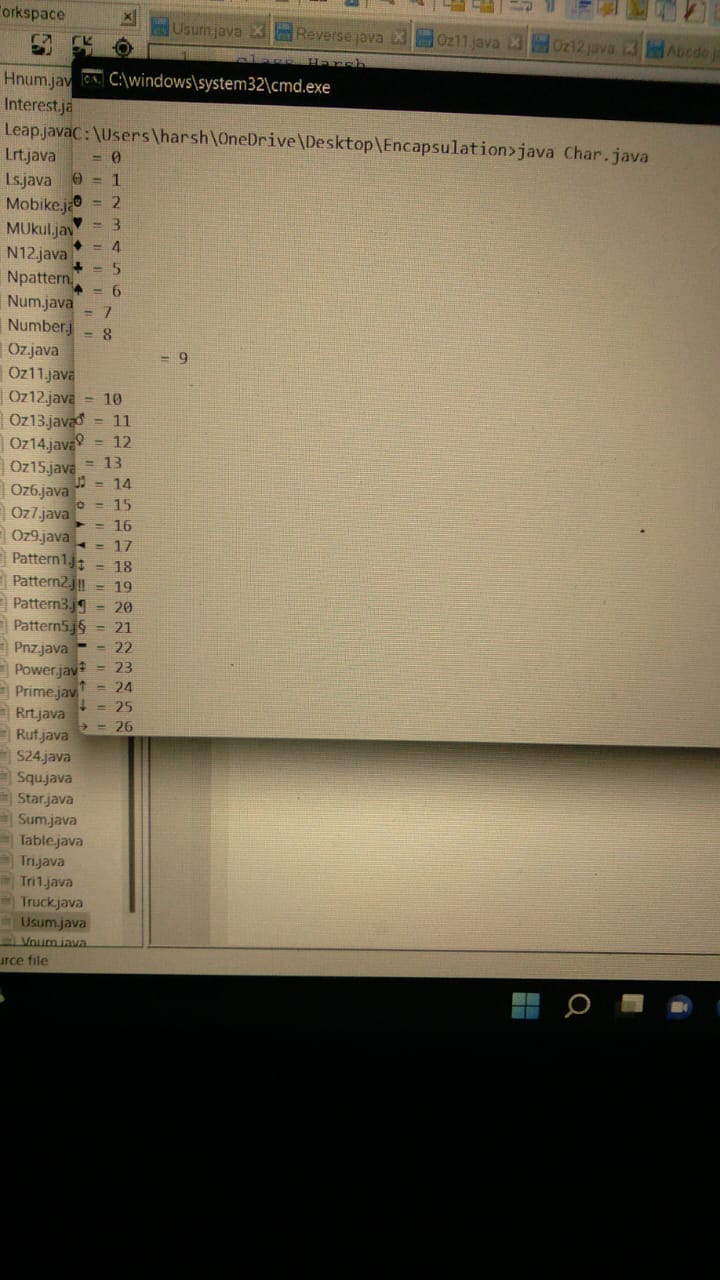 orkspace
Usum.java
Reverse.java
Oz11.java
Oz12.java
Abcde.j
1 class Harsh
C:\windows\system32\cmd.exe
C:\Users\harsh\OneDrive\Desktop\Encapsulation>java Char.java
= 0
☺ = 1
☻ = 2
♥ = 3
♦ = 4
♣ = 5
♠ = 6
= 7
= 8
= 9
= 10
♂ = 11
♀ = 12
= 13
♫ = 14
☼ = 15
► = 16
◄ = 17
↕ = 18
‼ = 19
¶ = 20
§ = 21
▬ = 22
↨ = 23
↑ = 24
↓ = 25
→ = 26
Hnum.jav
Interest.ja
Leap.java
Lrt.java
Ls.java
Mobike.ja
MUkul.jav
N12.java
Npattern.
Num.java
Number.j
Oz.java
Oz11.java
Oz12.java
Oz13.java
Oz14.java
Oz15.java
Oz6.java
Oz7.java
Oz9.java
Pattern1.j
Pattern2.j
Pattern3.j
Pattern5.j
Pnz.java
Power.jav
Prime.jav
Rrt.java
Ruf.java
S24.java
Squ.java
Star.java
Sum.java
Table.java
Tri.java
Tri1.java
Truck.java
Usum.java
Vnum.java
urce file